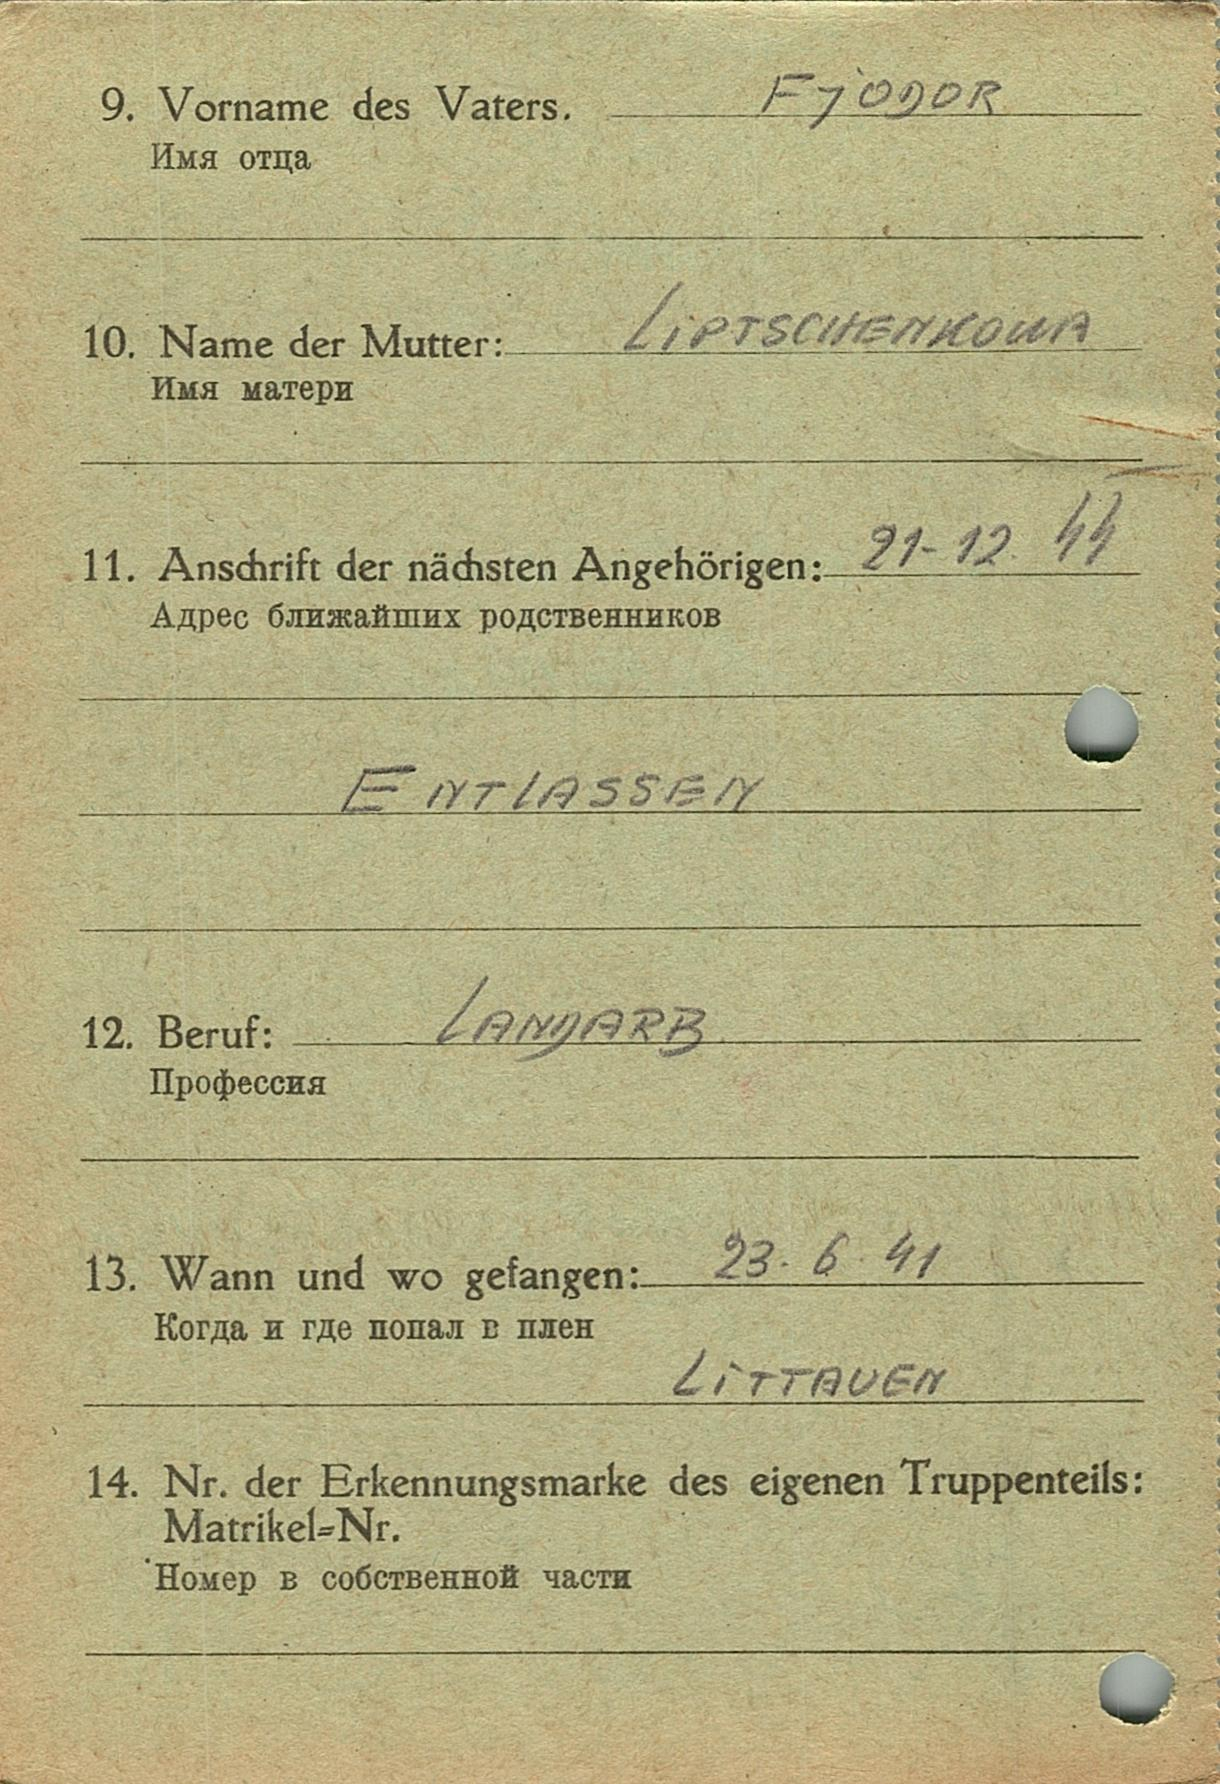 9. Vorname des Vaters. FJODOR
Имя отца
10. Name der Mutter: LIPTSCHENKOWA
Имя матери
11. Anschrift der nächsten Angehörigen: 21-12. 44
Адрес ближайших родственников
ENTLASSEN
12. Beruf: LANDARB.
Профессия
13. Wann und wo gefangen: 23. 6. 41
Когда и где попал в плен
LITTAUEN
14. Nr. der Erkennungsmarke des eigenen Truppenteils:
Matrikel=Nr.
Номер в собственной части